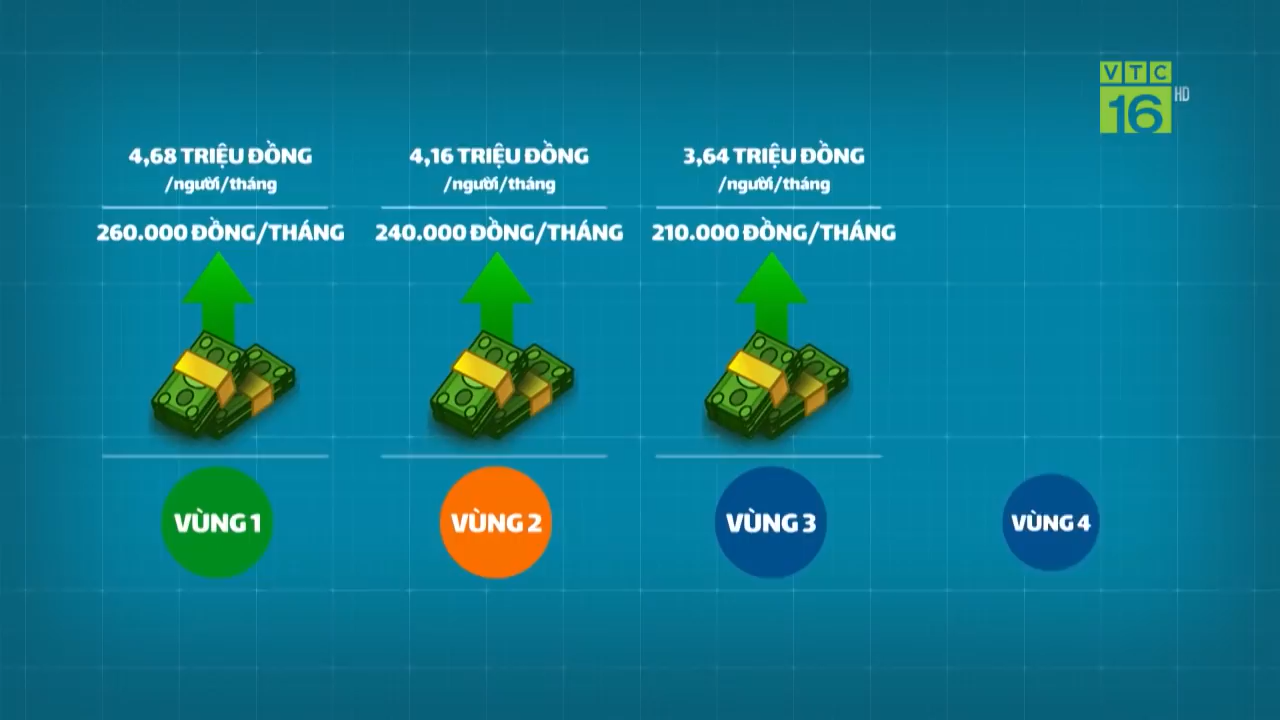 VTC
16 HD
4,68 TRIỆU ĐỒNG
/người/tháng
260.000 ĐỒNG/THÁNG
VÙNG 1
4,16 TRIỆU ĐỒNG
/người/tháng
240.000 ĐỒNG/THÁNG
VÙNG 2
3,64 TRIỆU ĐỒNG
/người/tháng
210.000 ĐỒNG/THÁNG
VÙNG 3
VÙNG 4